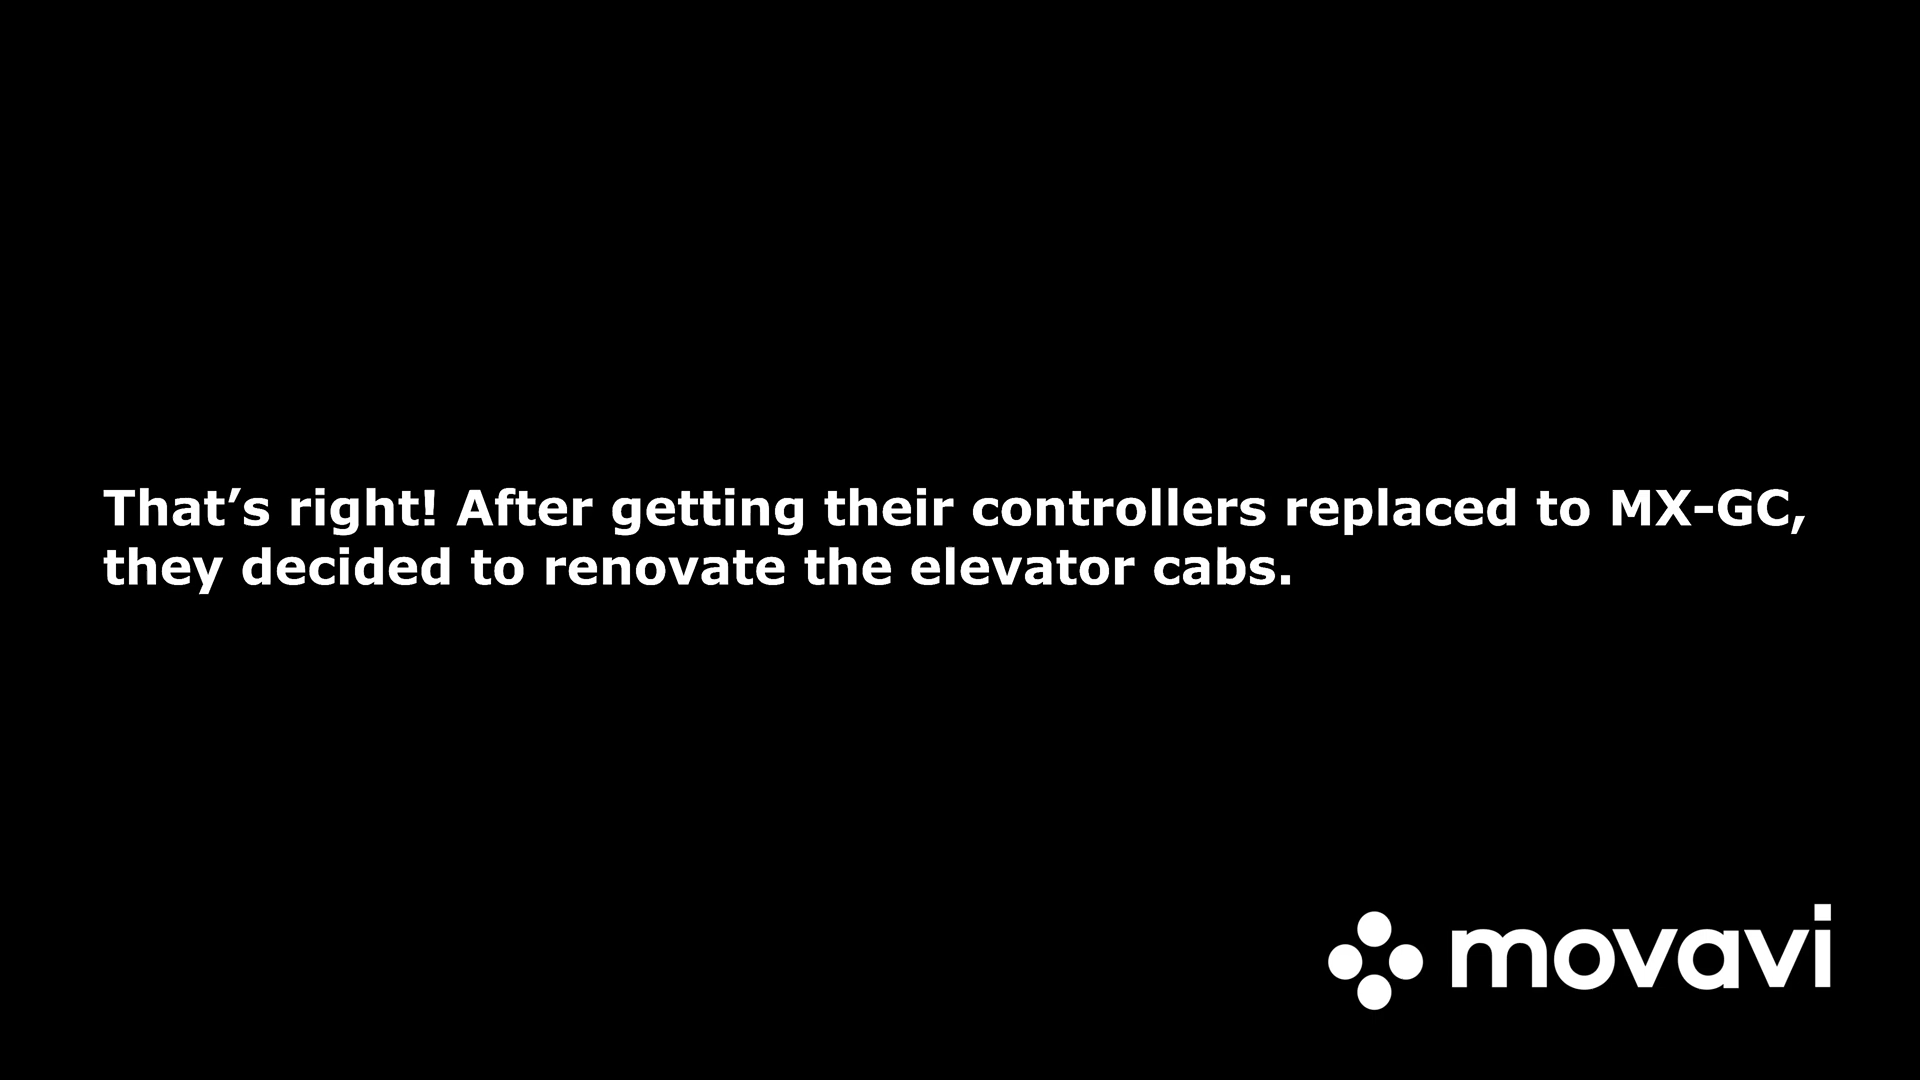 That’s right! After getting their controllers replaced to MX-GC,
they decided to renovate the elevator cabs.
movavi